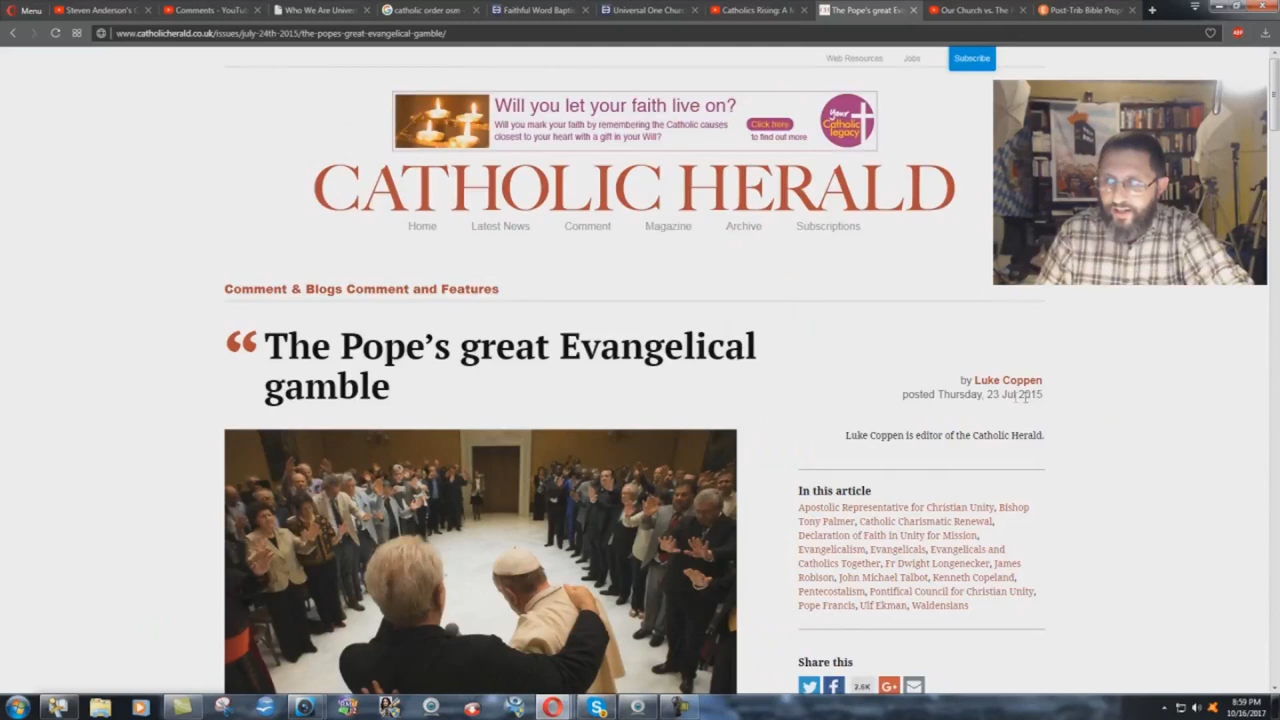 Menu
Steven Anderson's C
Comments - YouTu
Who We Are Univer
catholic order osm
Faithful Word Baptis
Universal One Churc
Catholics Rising: A M
The Pope's great Eva
Our Church vs. The
Post-Trib Bible Prop
www.catholicherald.co.uk/issues/july-24th-2015/the-popes-great-evangelical-gamble/
ABP
Web Resources
Jobs
Subscribe
Will you let your faith live on?
Will you mark your faith by remembering the Catholic causes
closest to your heart with a gift in your Will?
Click here
to find out more
Your
Catholic
legacy
CATHOLIC HERALD
Home
Latest News
Comment
Magazine
Archive
Subscriptions
Comment & Blogs Comment and Features
“ The Pope’s great Evangelical
gamble
by Luke Coppen
posted Thursday, 23 Jul 2015
Luke Coppen is editor of the Catholic Herald.
In this article
Apostolic Representative for Christian Unity, Bishop
Tony Palmer, Catholic Charismatic Renewal,
Declaration of Faith in Unity for Mission,
Evangelicalism, Evangelicals, Evangelicals and
Catholics Together, Fr Dwight Longenecker, James
Robison, John Michael Talbot, Kenneth Copeland,
Pentecostalism, Pontifical Council for Christian Unity,
Pope Francis, Ulf Ekman, Waldensians
Share this
2.6K
8:59 PM
10/16/2017